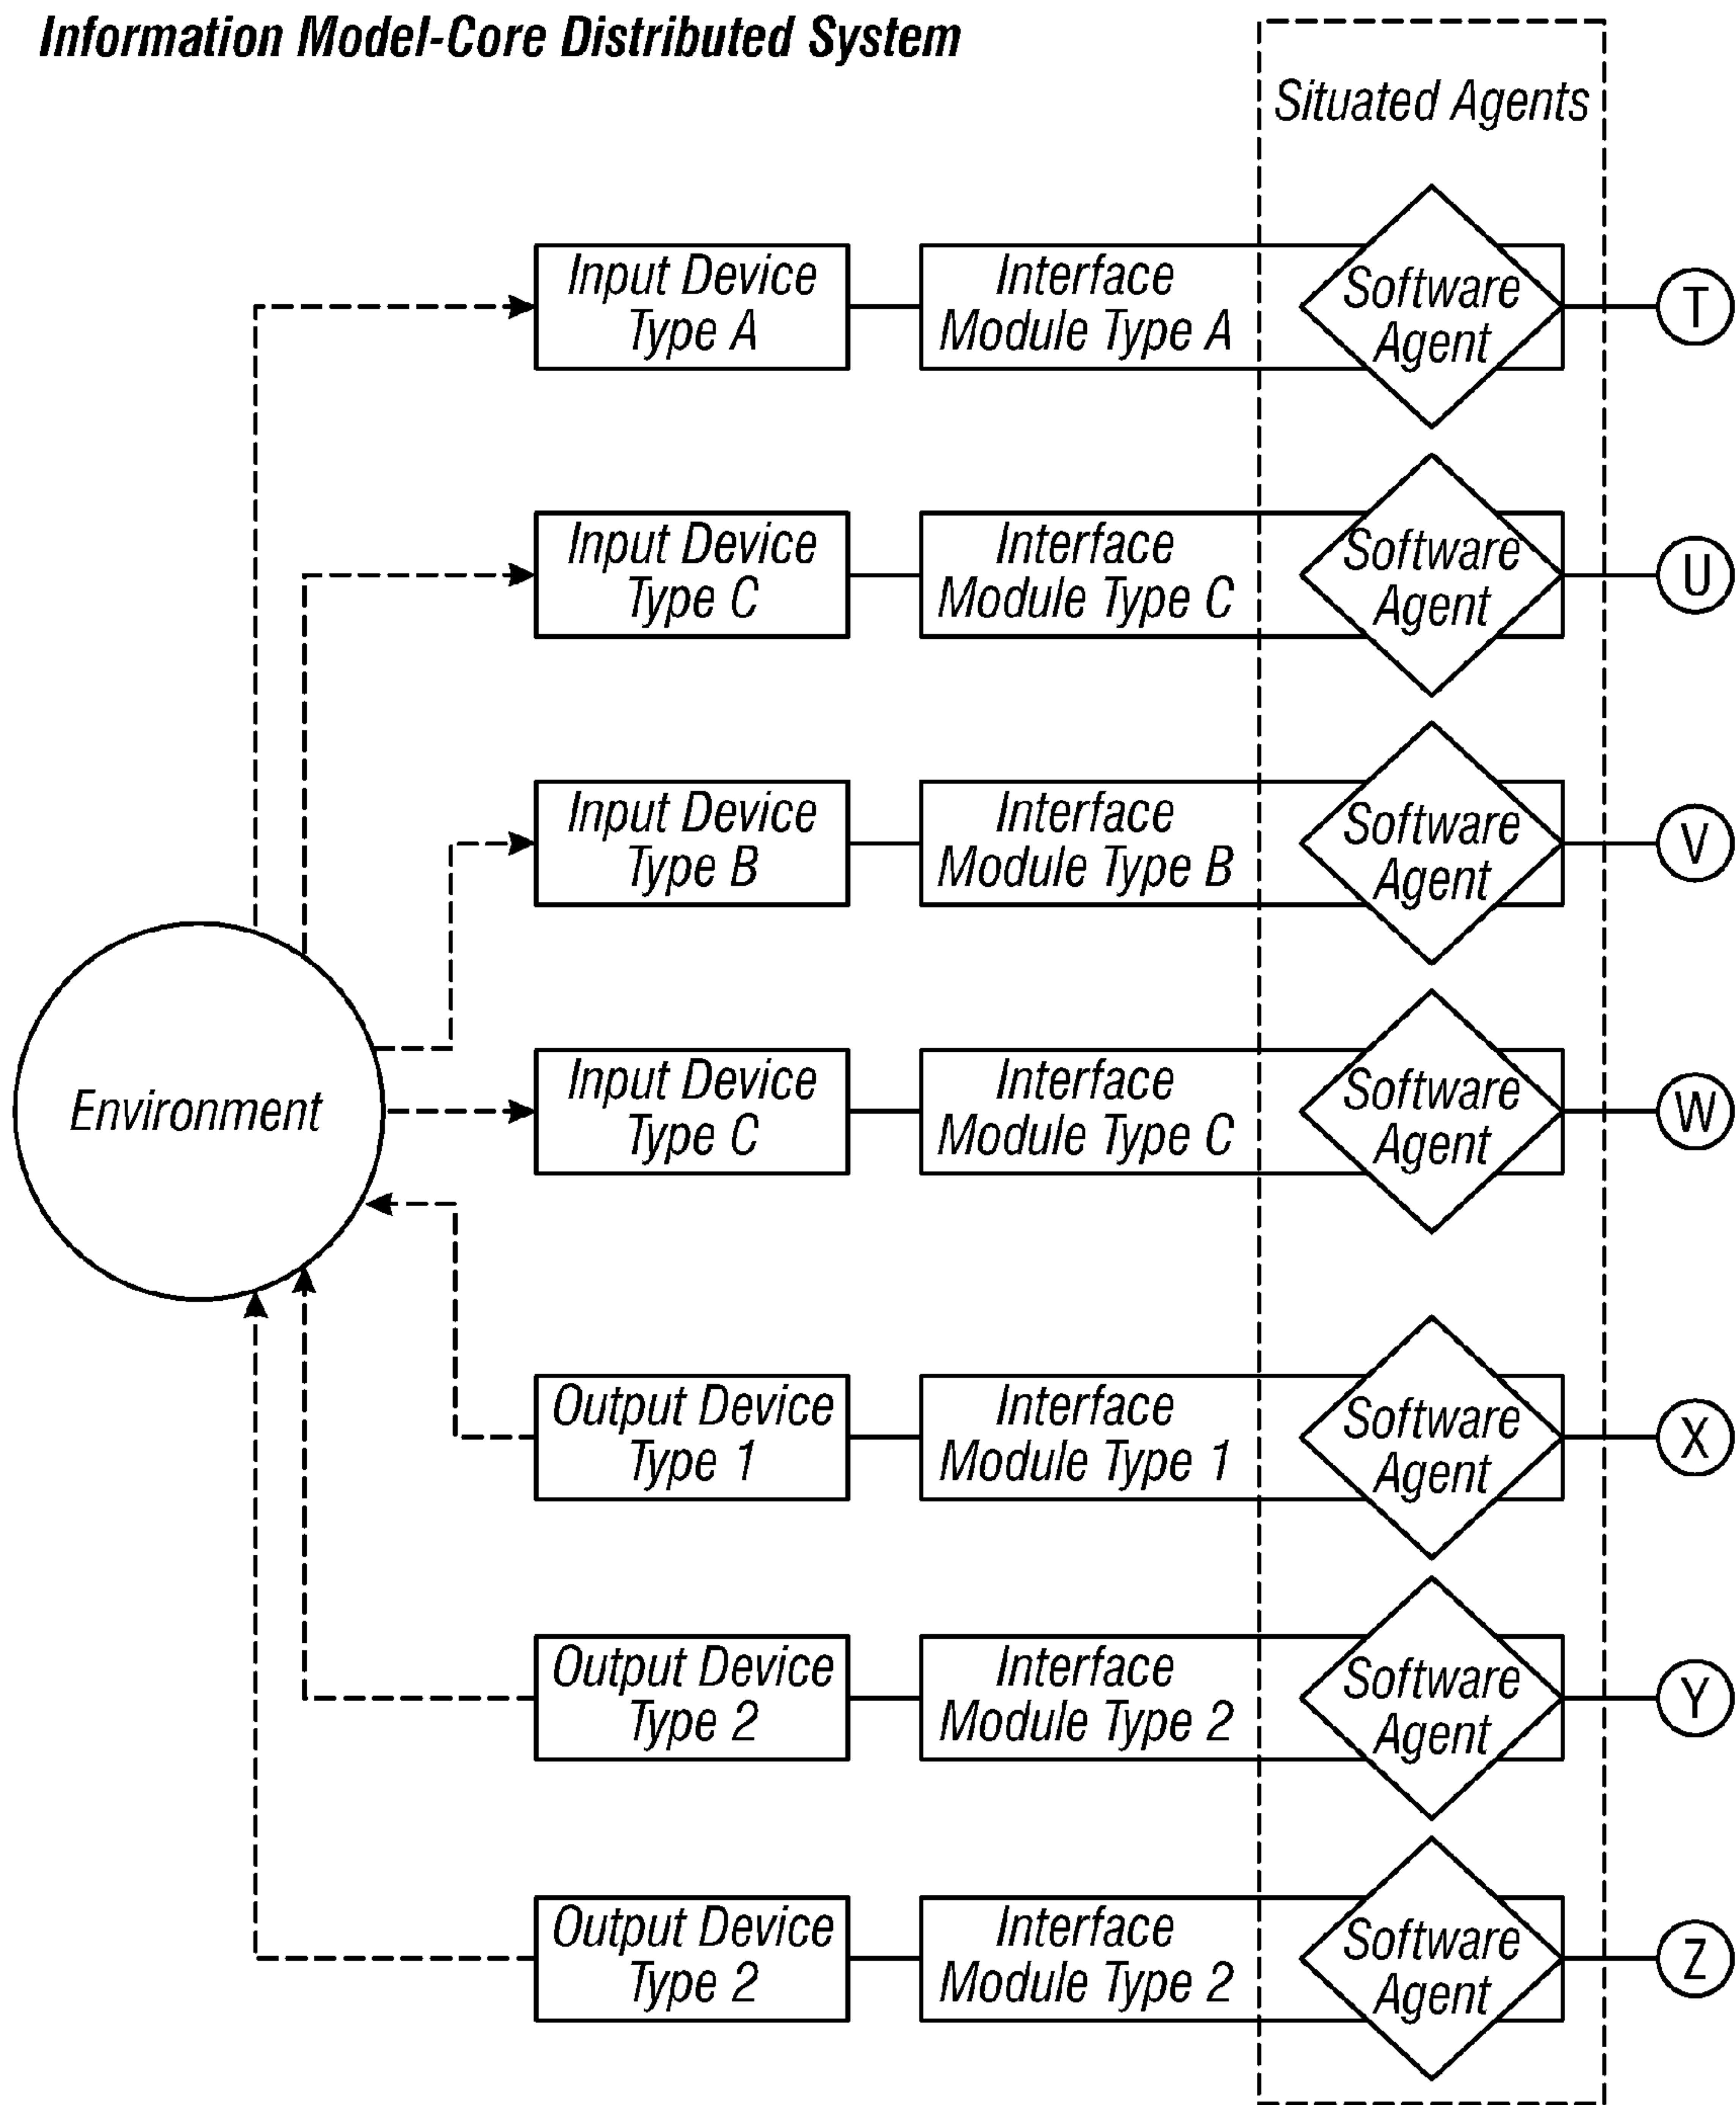 Information Model-Core Distributed System
Situated Agents
Input Device
Type A
Interface
Module Type A
Software
Agent
T
Input Device
Type C
Interface
Module Type C
Software
Agent
U
Input Device
Type B
Interface
Module Type B
Software
Agent
V
Environment
Input Device
Type C
Interface
Module Type C
Software
Agent
W
Output Device
Type 1
Interface
Module Type 1
Software
Agent
X
Output Device
Type 2
Interface
Module Type 2
Software
Agent
Y
Output Device
Type 2
Interface
Module Type 2
Software
Agent
Z